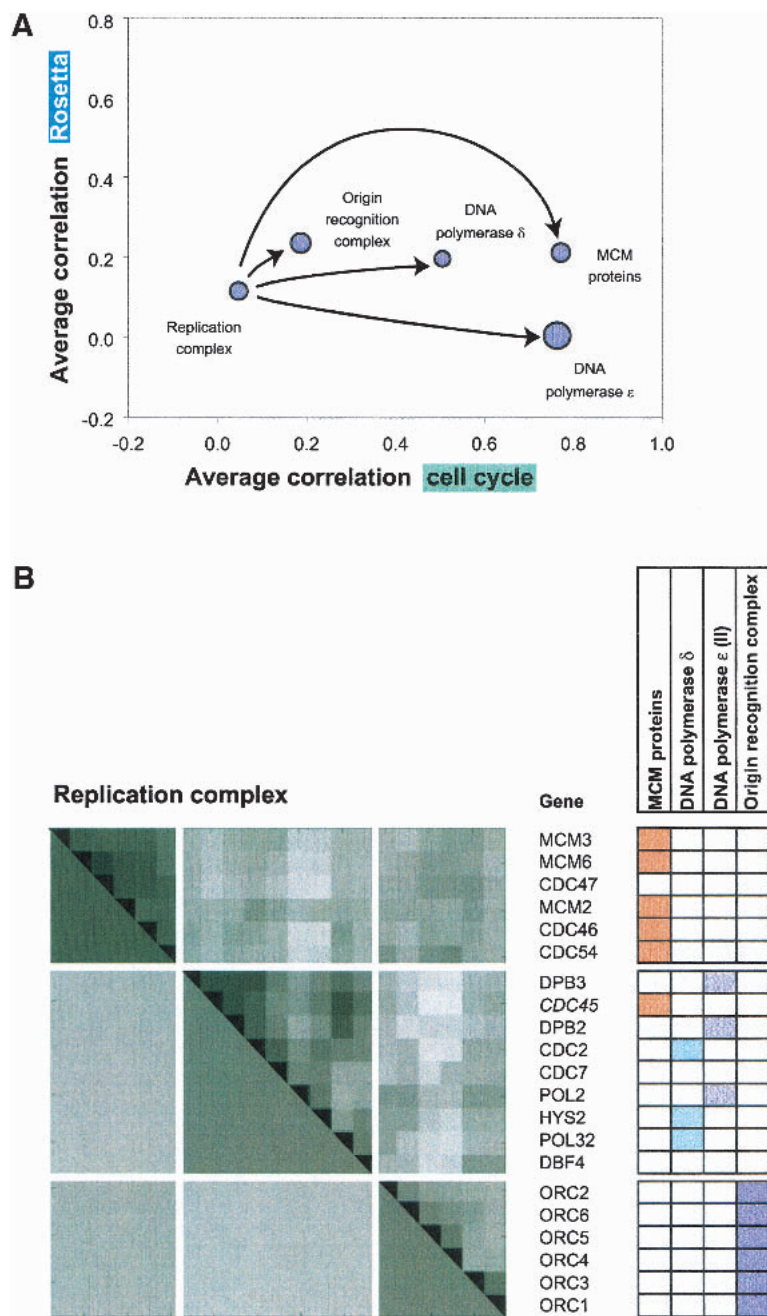 A
0.8
0.6
0.4
0.2
0.0
-0.2
Average correlation Rosetta
Origin
recognition
complex
DNA
polymerase δ
MCM
proteins
Replication
complex
DNA
polymerase ε
-0.2 0.0 0.2 0.4 0.6 0.8 1.0
Average correlation cell cycle
B
MCM proteins
DNA polymerase δ
DNA polymerase ε (II)
Origin recognition complex
Replication complex
Gene
MCM3
MCM6
CDC47
MCM2
CDC46
CDC54
DPB3
CDC45
DPB2
CDC2
CDC7
POL2
HYS2
POL32
DBF4
ORC2
ORC6
ORC5
ORC4
ORC3
ORC1